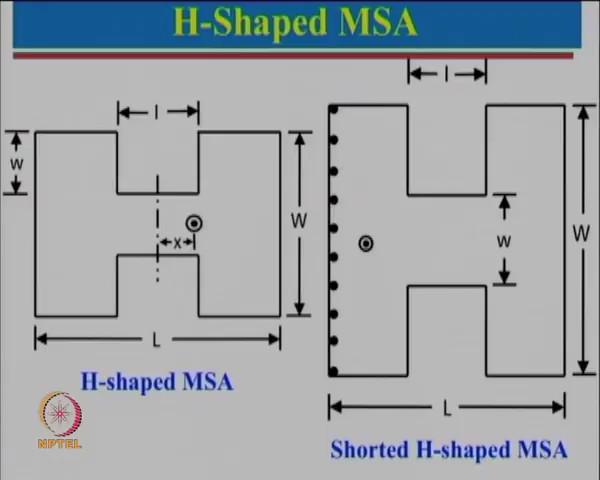 H-Shaped MSA
l
w
W
x
L
H-shaped MSA
l
w
W
L
Shorted H-shaped MSA
NPTEL